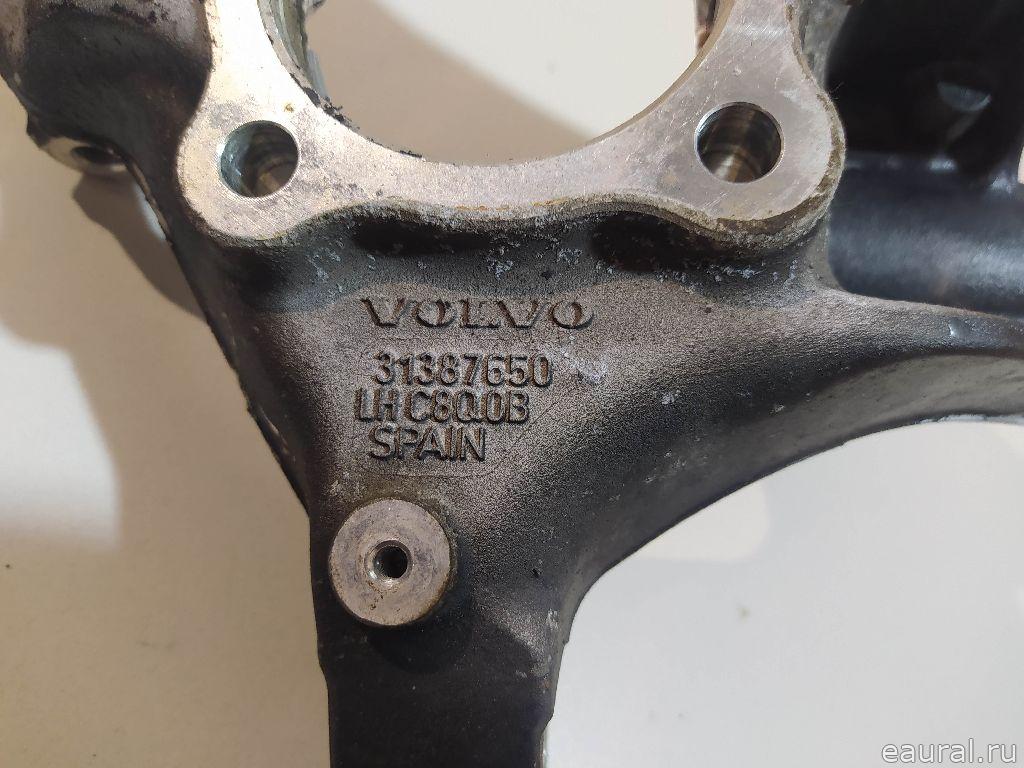 VOLVO
31387650
LH C8Q.0B
SPAIN
eaural.ru